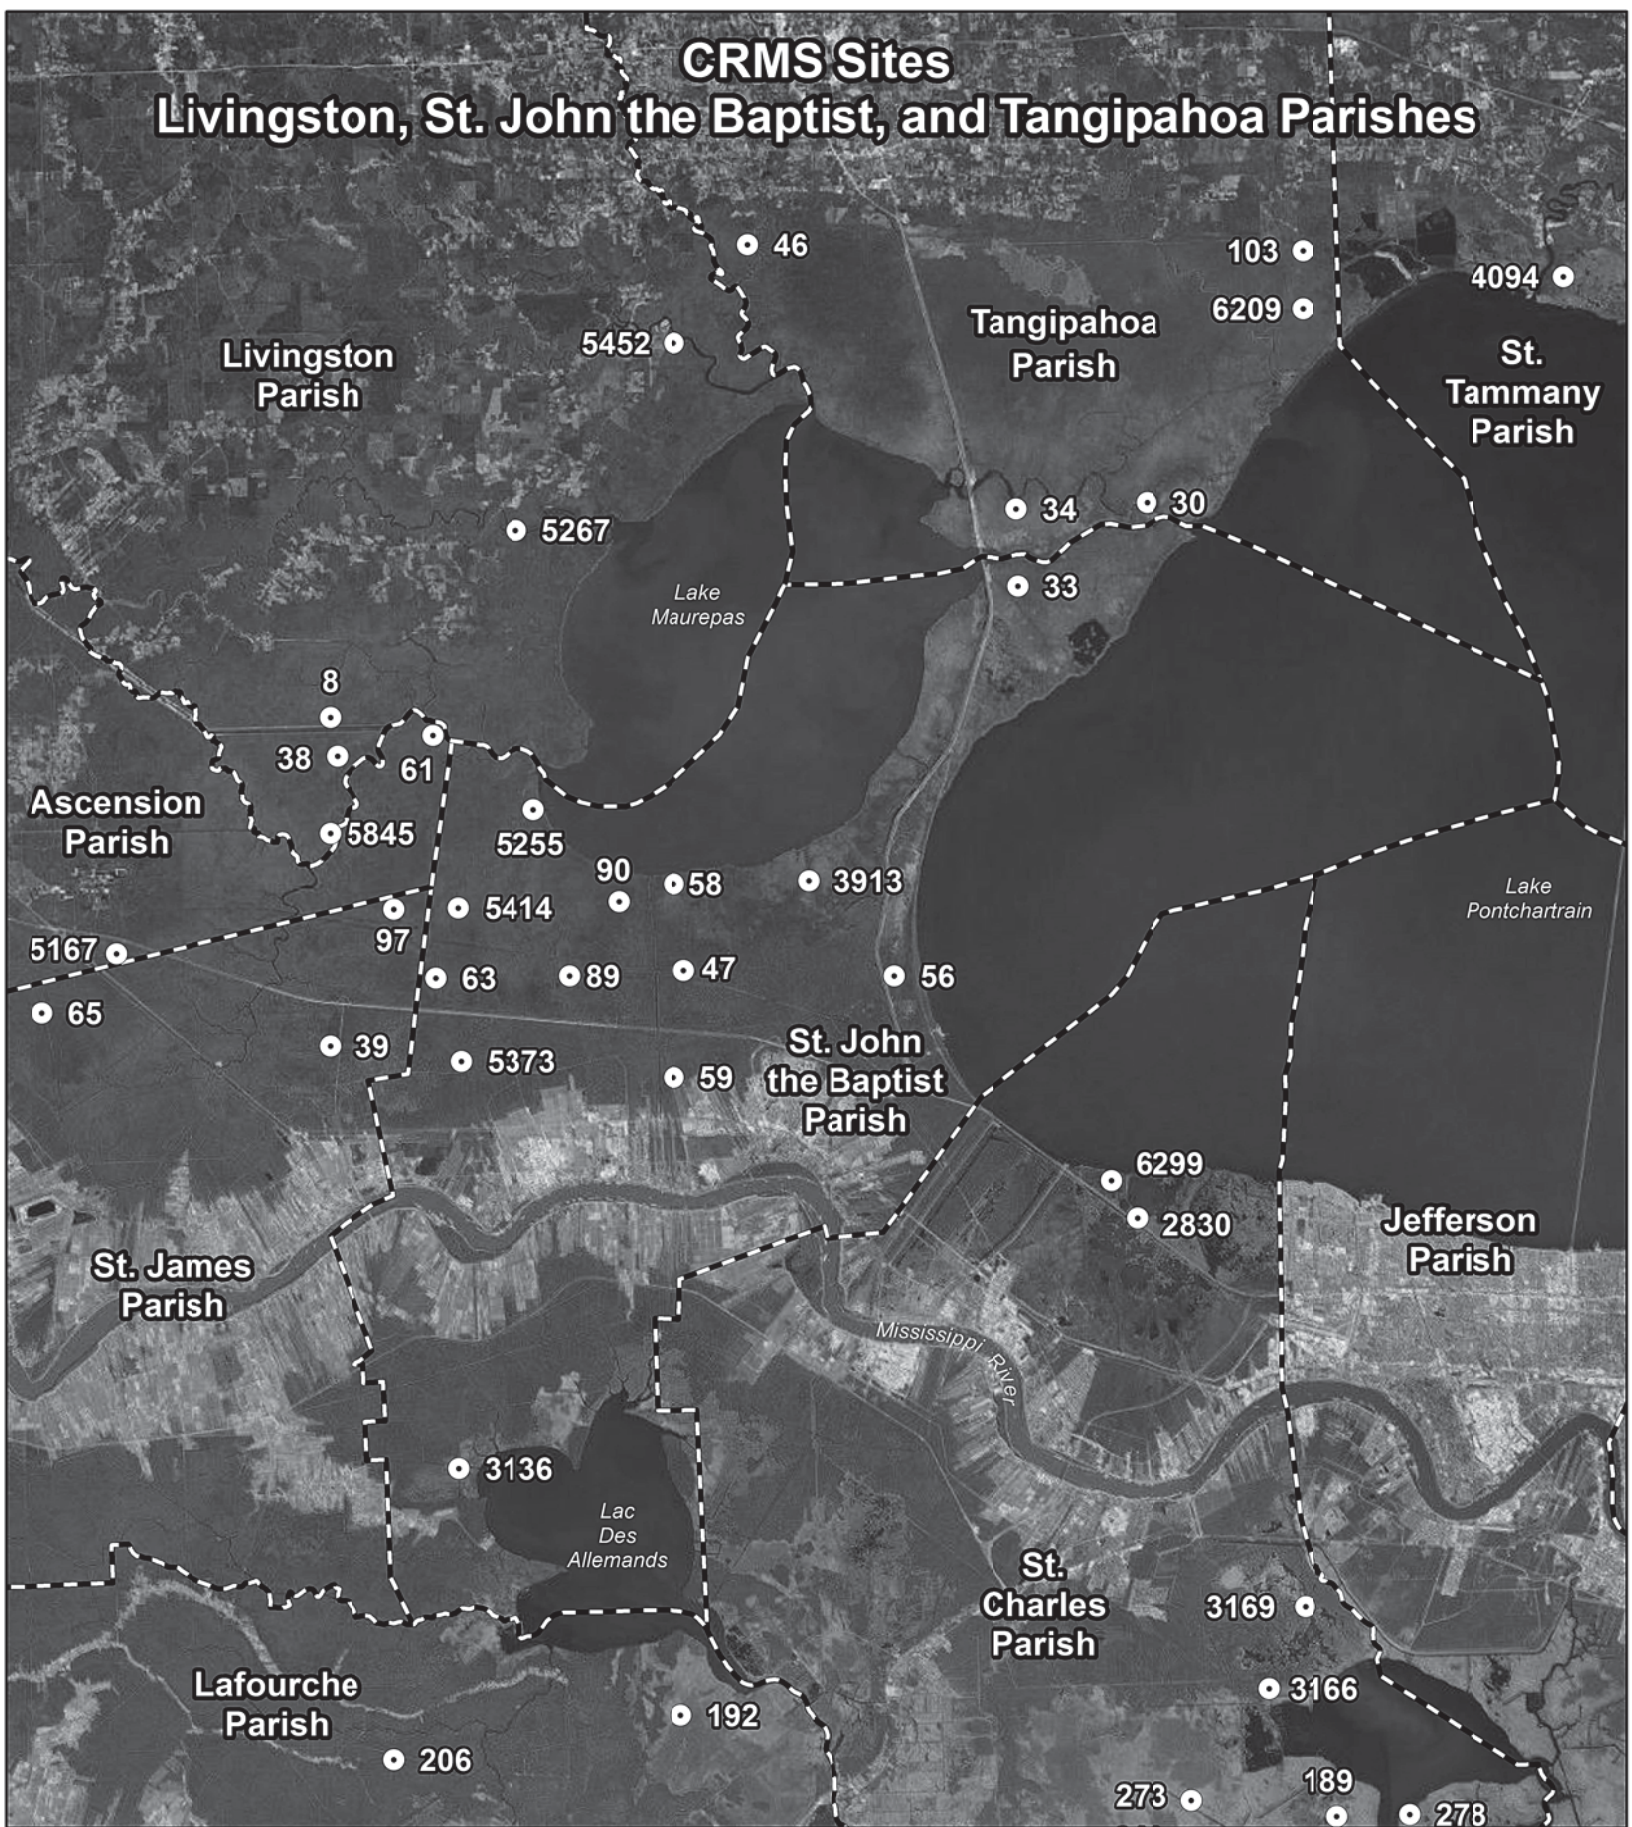 CRMS Sites
Livingston, St. John the Baptist, and Tangipahoa Parishes
46
103
4094
6209
Tangipahoa
Parish
5452
Livingston
Parish
St.
Tammany
Parish
34
30
5267
33
Lake
Maurepas
8
38
61
Ascension
Parish
5845
5255
90
58
3913
Lake
Pontchartrain
5414
97
5167
63
89
47
56
65
39
5373
59
St. John
the Baptist
Parish
6299
2830
Jefferson
Parish
St. James
Parish
Mississippi River
3136
Lac
Des
Allemands
St.
Charles
Parish
3169
3166
Lafourche
Parish
192
206
273
189
278